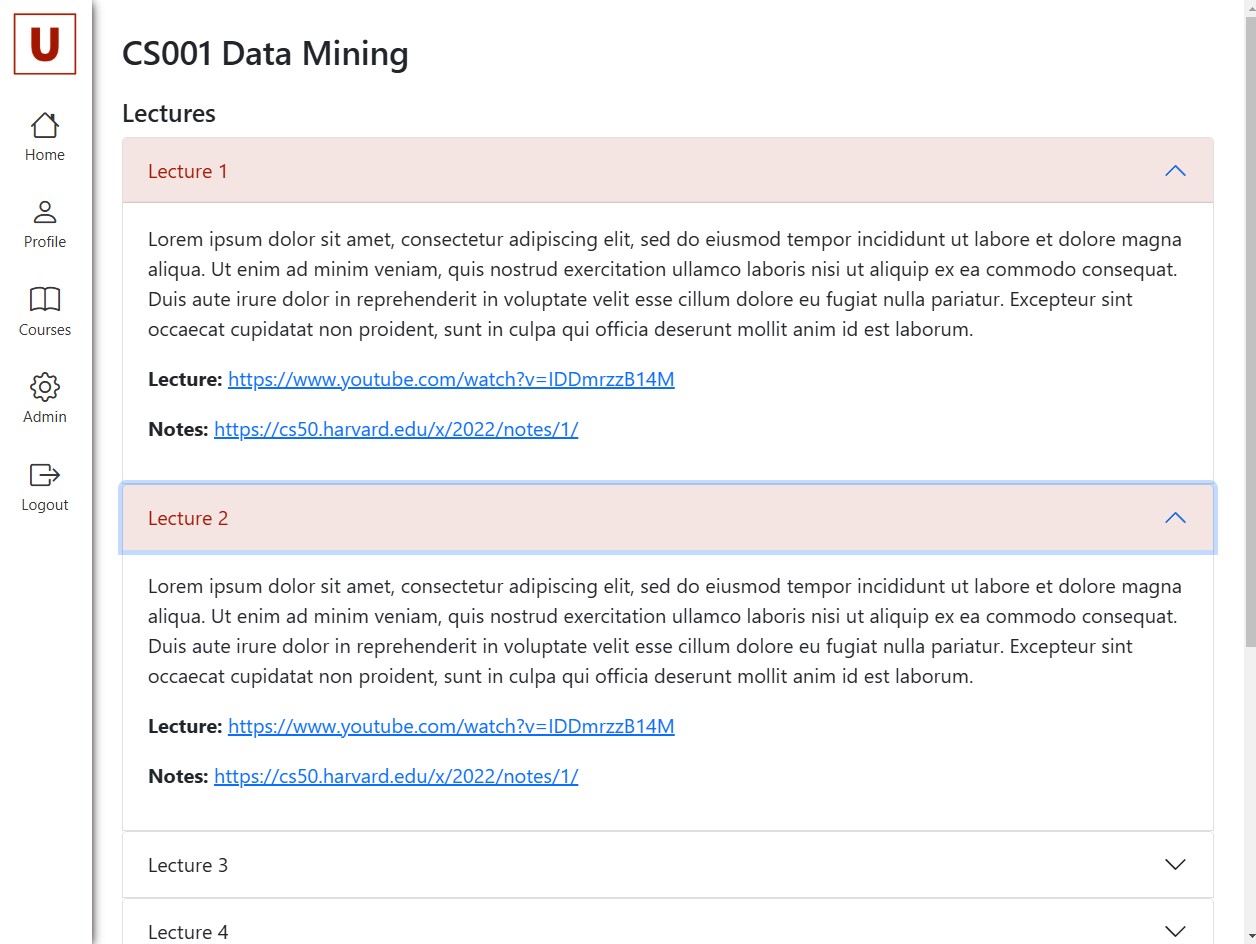 U
CS001 Data Mining
Home
Profile
Courses
Admin
Logout
Lectures
Lecture 1
Lorem ipsum dolor sit amet, consectetur adipiscing elit, sed do eiusmod tempor incididunt ut labore et dolore magna
aliqua. Ut enim ad minim veniam, quis nostrud exercitation ullamco laboris nisi ut aliquip ex ea commodo consequat.
Duis aute irure dolor in reprehenderit in voluptate velit esse cillum dolore eu fugiat nulla pariatur. Excepteur sint
occaecat cupidatat non proident, sunt in culpa qui officia deserunt mollit anim id est laborum.
Lecture: https://www.youtube.com/watch?v=IDDmrzzB14M
Notes: https://cs50.harvard.edu/x/2022/notes/1/
Lecture 2
Lorem ipsum dolor sit amet, consectetur adipiscing elit, sed do eiusmod tempor incididunt ut labore et dolore magna
aliqua. Ut enim ad minim veniam, quis nostrud exercitation ullamco laboris nisi ut aliquip ex ea commodo consequat.
Duis aute irure dolor in reprehenderit in voluptate velit esse cillum dolore eu fugiat nulla pariatur. Excepteur sint
occaecat cupidatat non proident, sunt in culpa qui officia deserunt mollit anim id est laborum.
Lecture: https://www.youtube.com/watch?v=IDDmrzzB14M
Notes: https://cs50.harvard.edu/x/2022/notes/1/
Lecture 3
Lecture 4